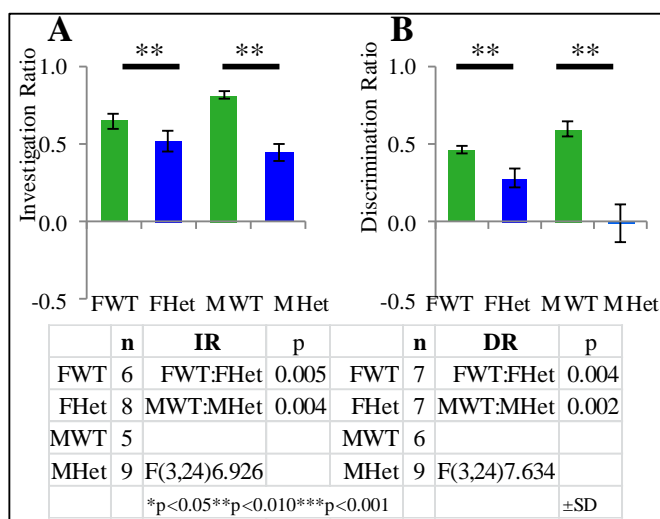 A
B
** **
** **
Investigation Ratio
1.0
0.5
0.0
-0.5
FWT FHet MWT MHet
Discrimination Ratio
1.0
0.5
0.0
-0.5
FWT FHet MWT MHet
n IR p n DR p
FWT 6 FWT:FHet 0.005 FWT 7 FWT:FHet 0.004
FHet 8 MWT:MHet 0.004 FHet 7 MWT:MHet 0.002
MWT 5 MWT 6
MHet 9 F(3,24)6.926 MHet 9 F(3,24)7.634
*p<0.05**p<0.010***p<0.001 ±SD